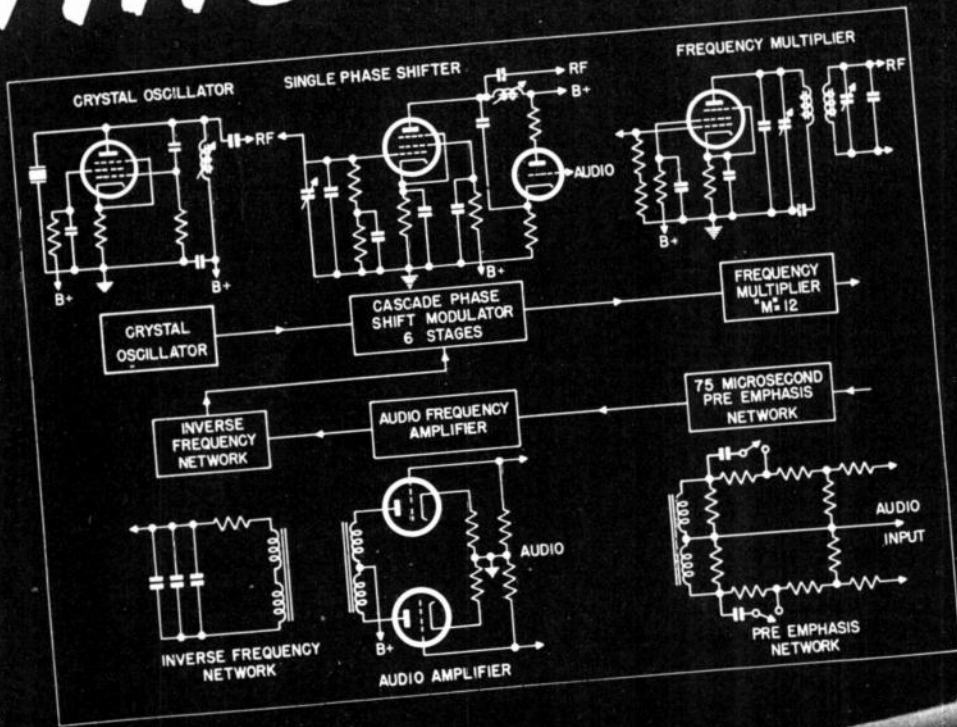 CRYSTAL OSCILLATOR
SINGLE PHASE SHIFTER
FREQUENCY MULTIPLIER
RF
B+
RF
AUDIO
RF
B+
B+
B+
B+
CRYSTAL
OSCILLATOR
CASCADE PHASE
SHIFT MODULATOR
6 STAGES
FREQUENCY
MULTIPLIER
"M" 12
INVERSE
FREQUENCY
NETWORK
AUDIO FREQUENCY
AMPLIFIER
75 MICROSECOND
PRE EMPHASIS
NETWORK
AUDIO
INPUT
AUDIO
B+
INVERSE FREQUENCY
NETWORK
AUDIO AMPLIFIER
PRE EMPHASIS
NETWORK